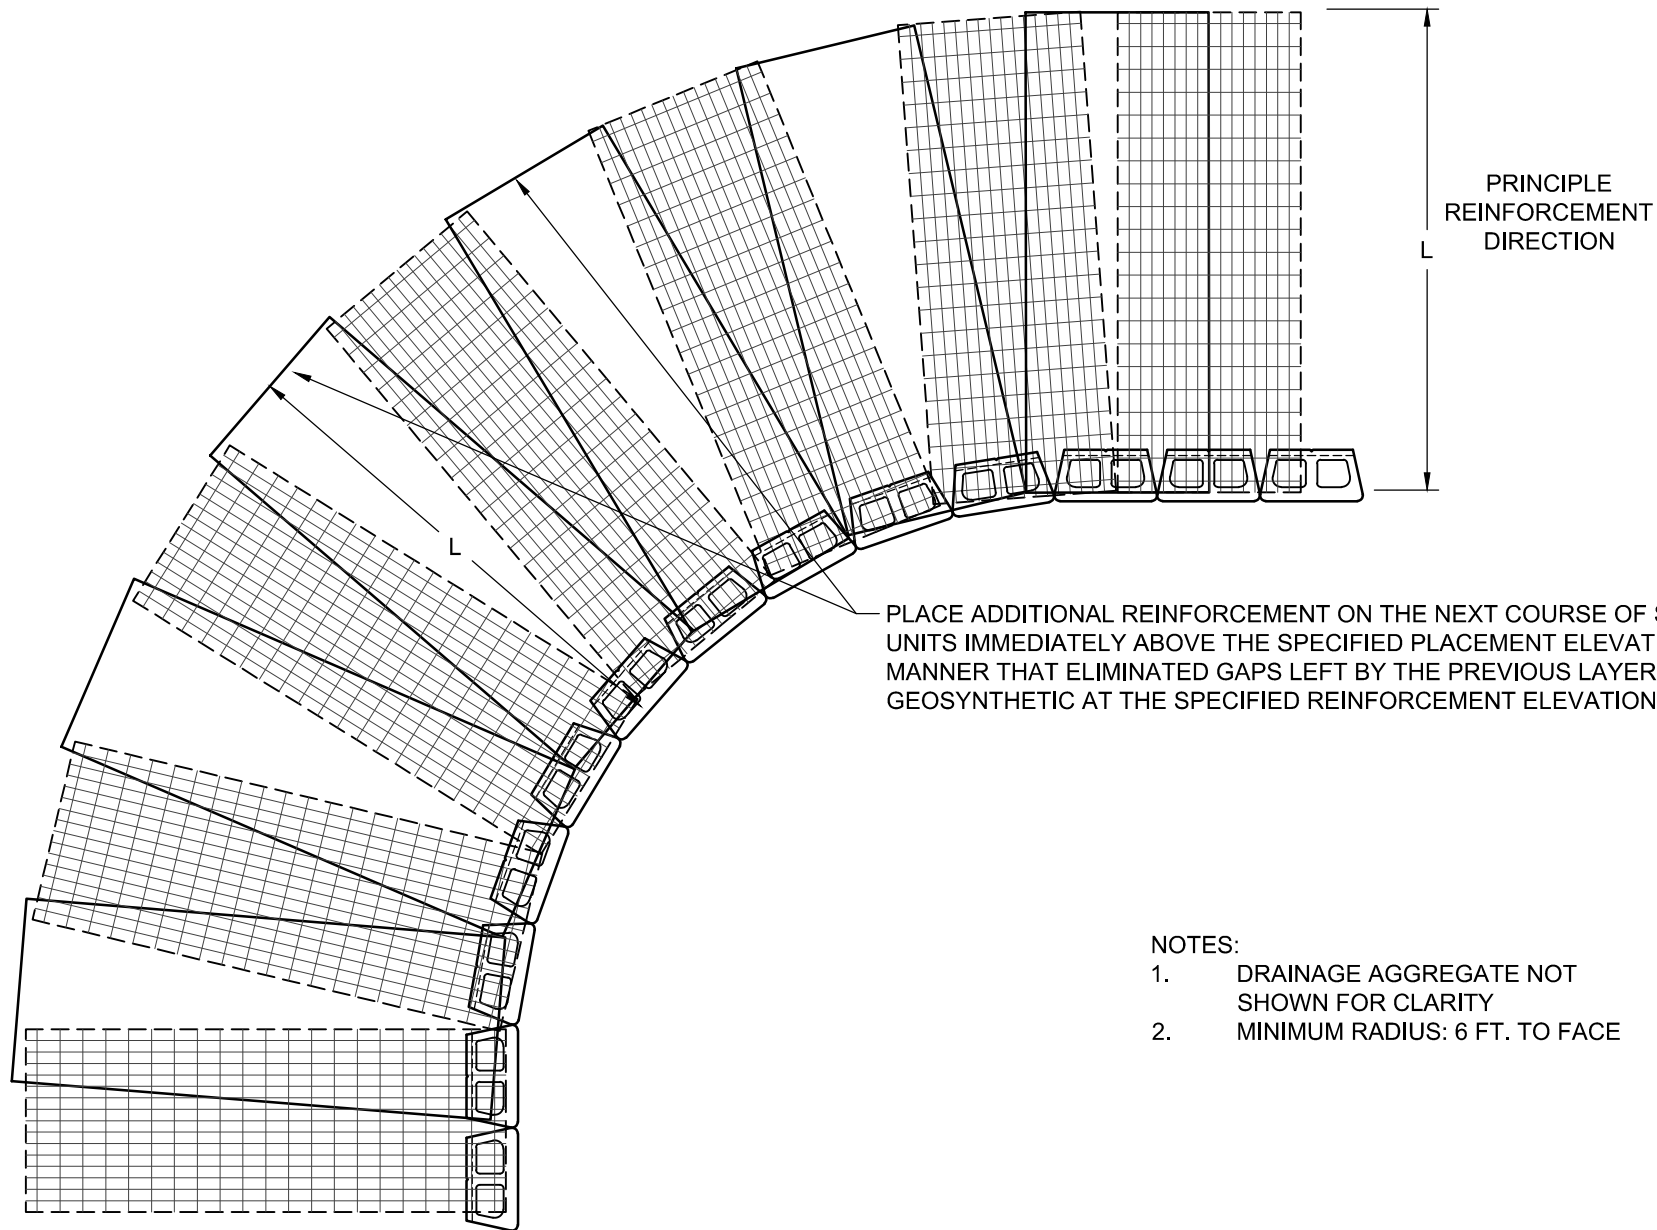 PRINCIPLE
REINFORCEMENT
DIRECTION
L
L
PLACE ADDITIONAL REINFORCEMENT ON THE NEXT COURSE OF
UNITS IMMEDIATELY ABOVE THE SPECIFIED PLACEMENT
MANNER THAT ELIMINATED GAPS LEFT BY THE PREVIOUS LAYER
GEOSYNTHETIC AT THE SPECIFIED REINFORCEMENT ELEVATION
NOTES:
1. DRAINAGE AGGREGATE NOT
SHOWN FOR CLARITY
2. MINIMUM RADIUS: 6 FT. TO FACE